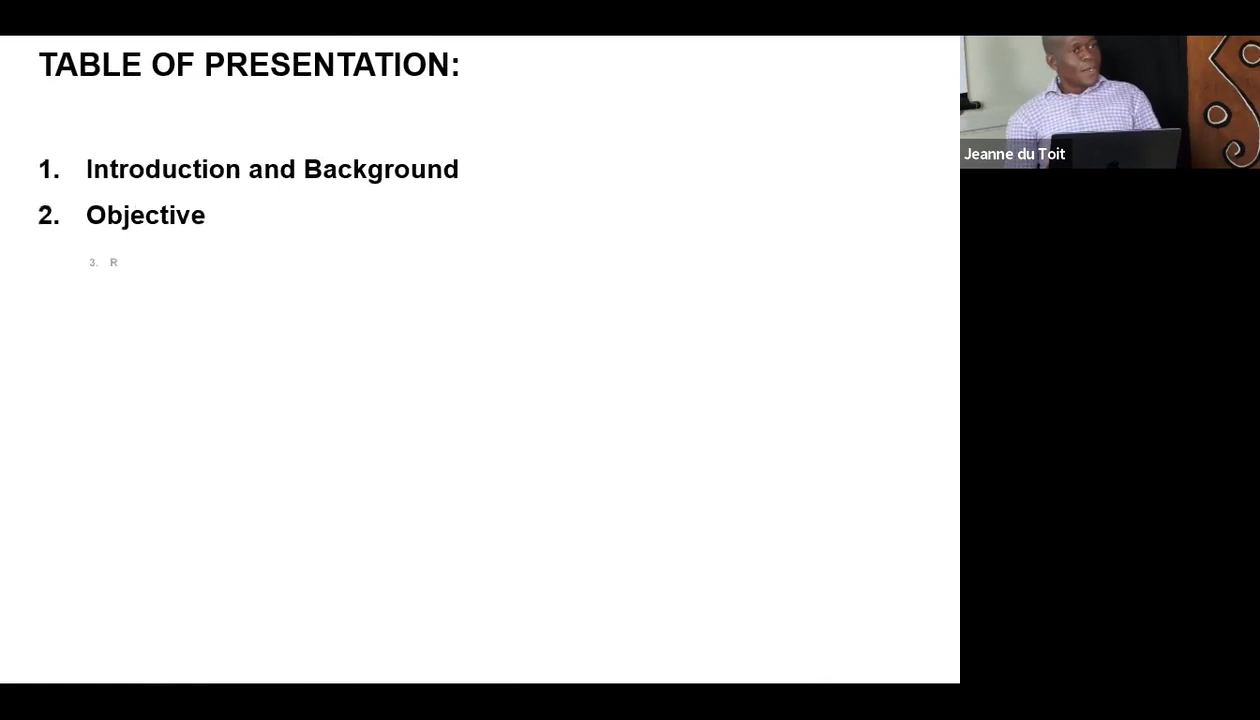 TABLE OF PRESENTATION:
1. Introduction and Background
2. Objective
3. R
Jeanne du Toit